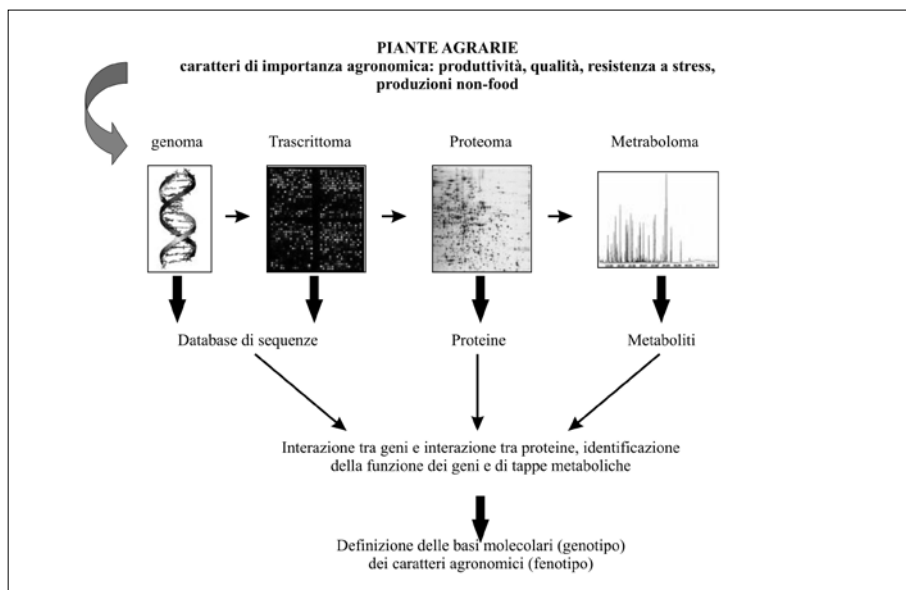 PIANTE AGRARIE
caratteri di importanza agronomica: produttività, qualità, resistenza a stress,
produzioni non-food
genoma
Trascrittoma
Proteoma
Metraboloma
Database di sequenze
Proteine
Metaboliti
Interazione tra geni e interazione tra proteine, identificazione
della funzione dei geni e di tappe metaboliche
Definizione delle basi molecolari (genotipo)
dei caratteri agronomici (fenotipo)